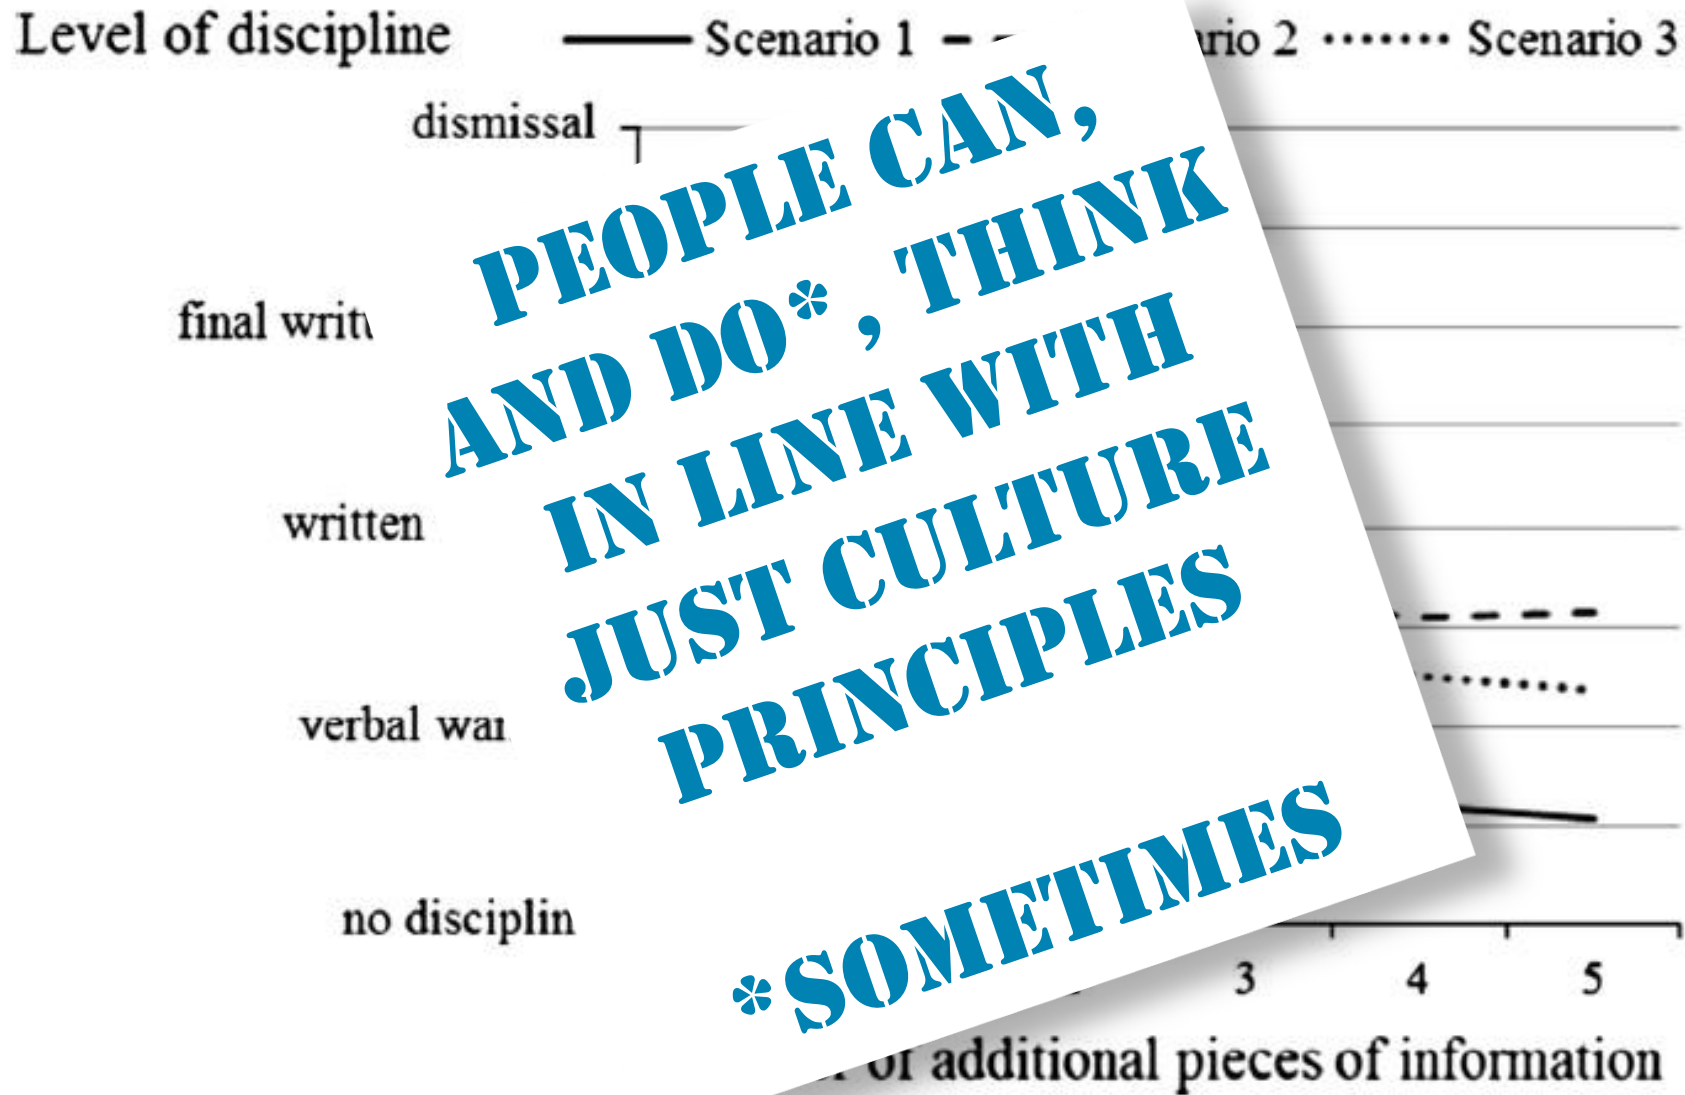 Level of discipline
Scenario 1
rio 2
Scenario 3
dismissal
final writ
written
verbal wa
no disciplin
PEOPLE CAN,
AND DO*, THINK
IN LINE WITH
JUST CULTURE
PRINCIPLES
*SOMETIMES
3 4 5
of additional pieces of information